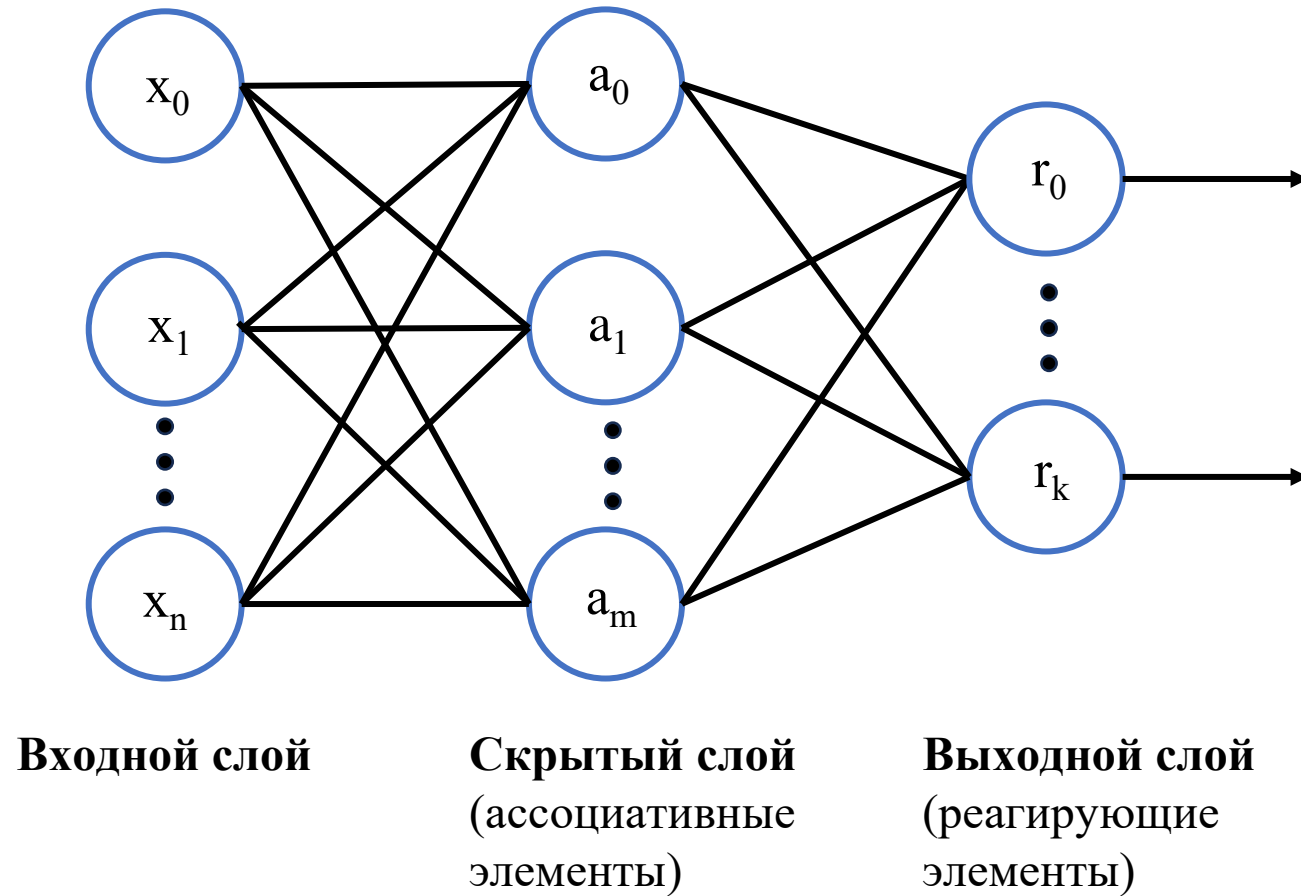 x₀ a₀
r₀
x₁ a₁
rₖ
xₙ aₘ
Входной слой
Скрытый слой
(ассоциативные
элементы)
Выходной слой
(реагирующие
элементы)